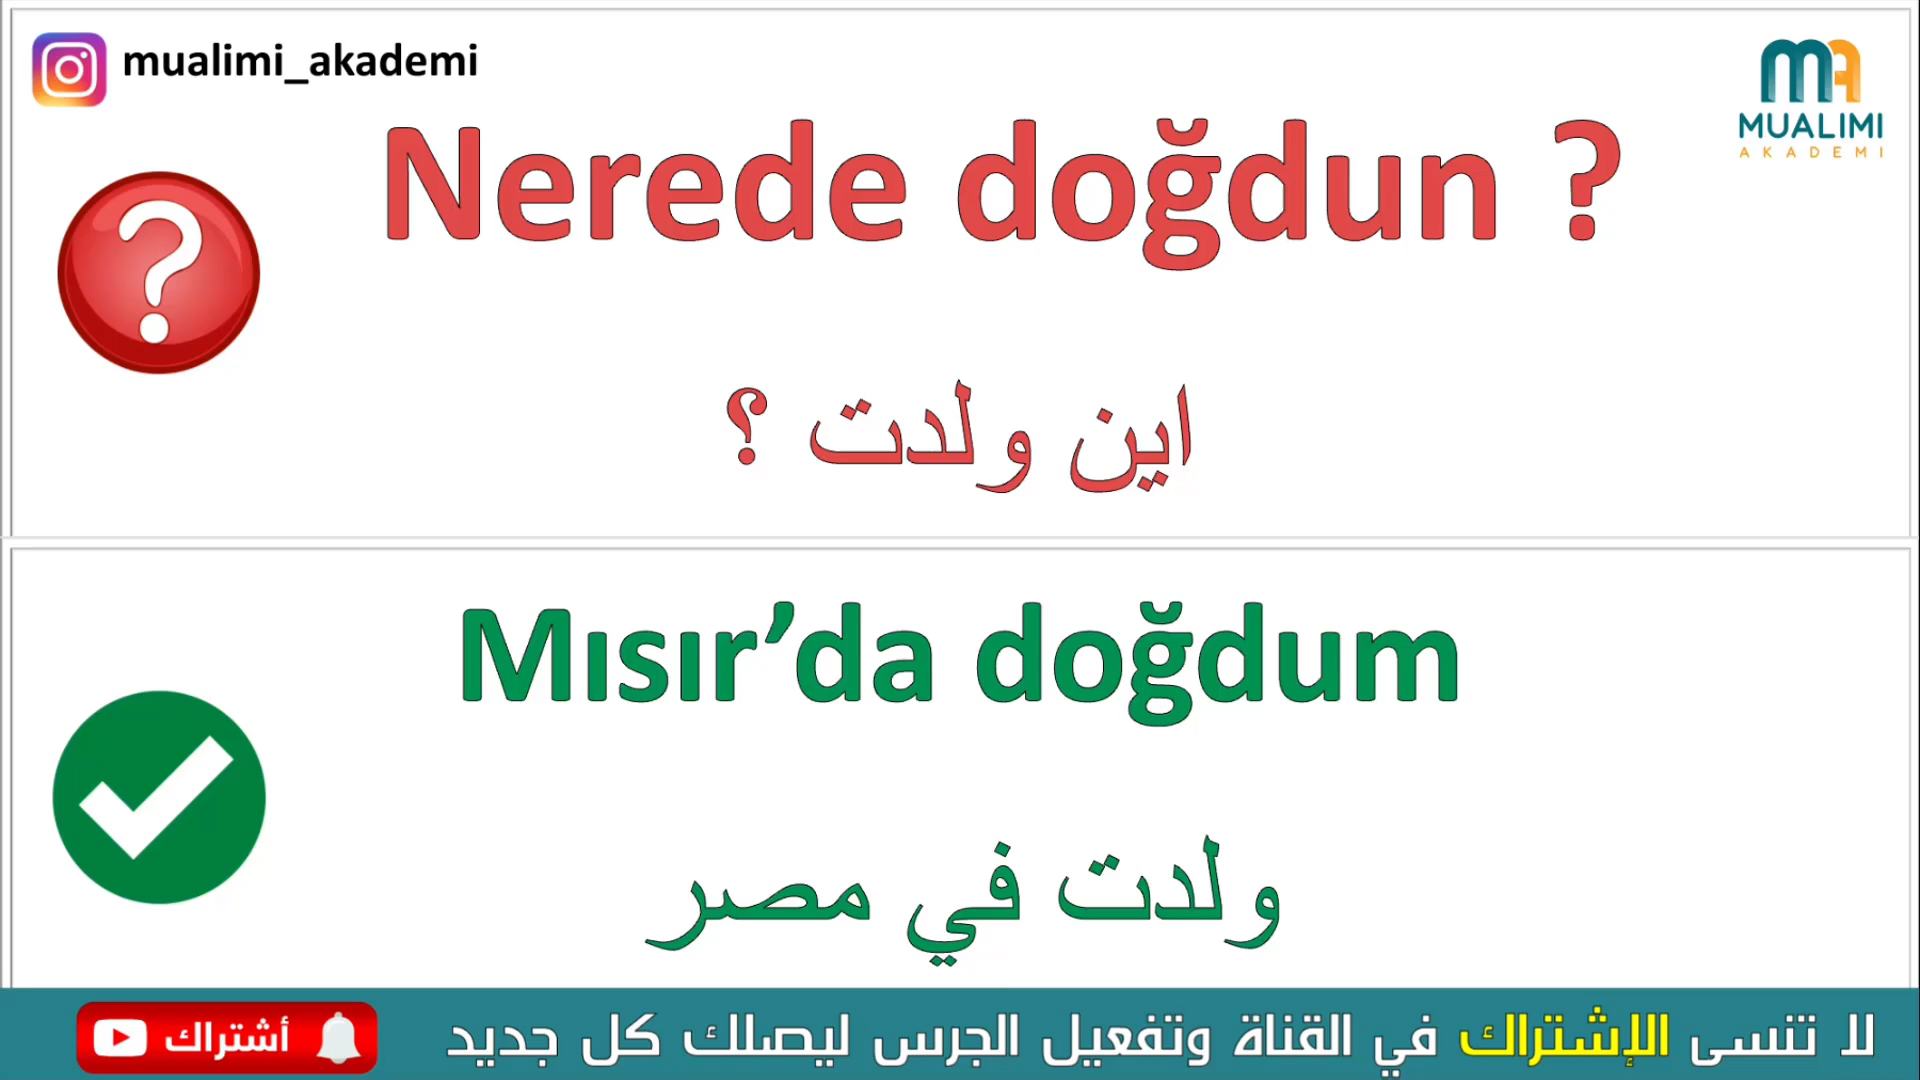 mualimi_akademi
MUALIMI
AKADEMI
Nerede doğdun ?
اين ولدت ؟
Mısır’da doğdum
ولدت في مصر
لا تنسى الإشتراك في القناة وتفعيل الجرس ليصلك كل جديد
أشتراك